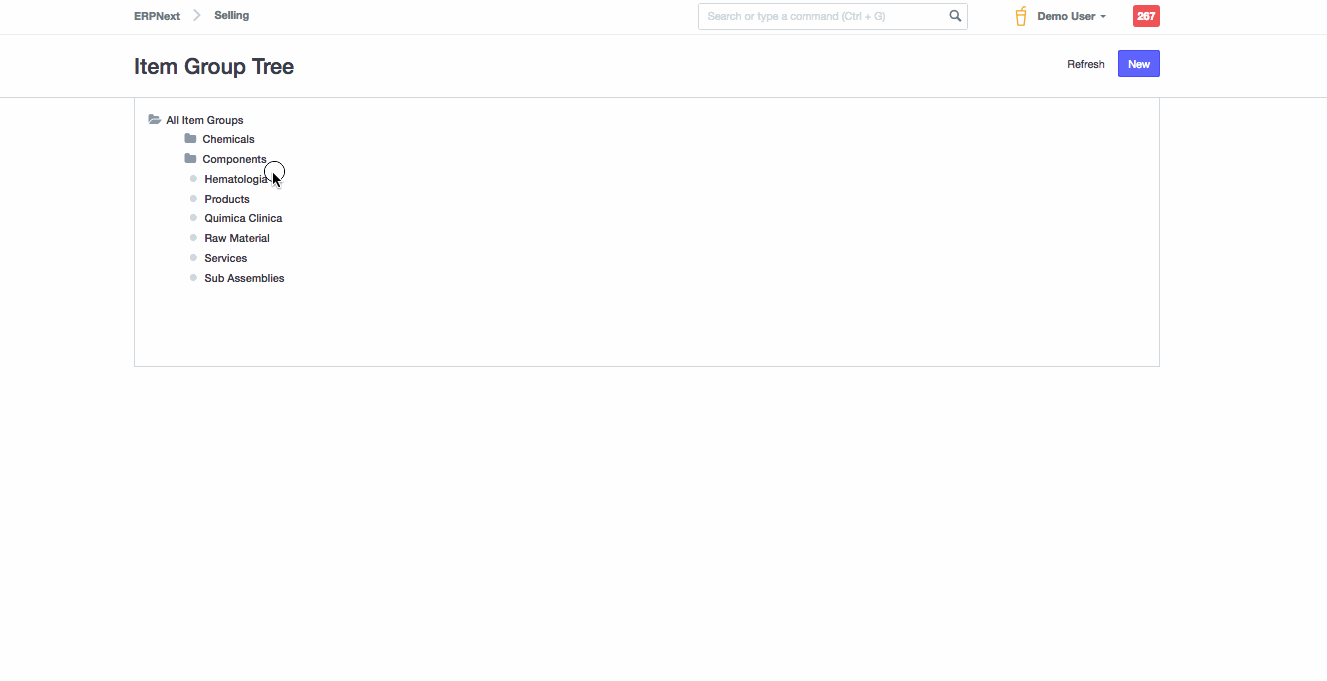 ERPNext Selling Search or type a command (Ctrl + G) Demo User 267
Item Group Tree Refresh New
All Item Groups
Chemicals
Components
Hematologia
Products
Quimica Clinica
Raw Material
Services
Sub Assemblies